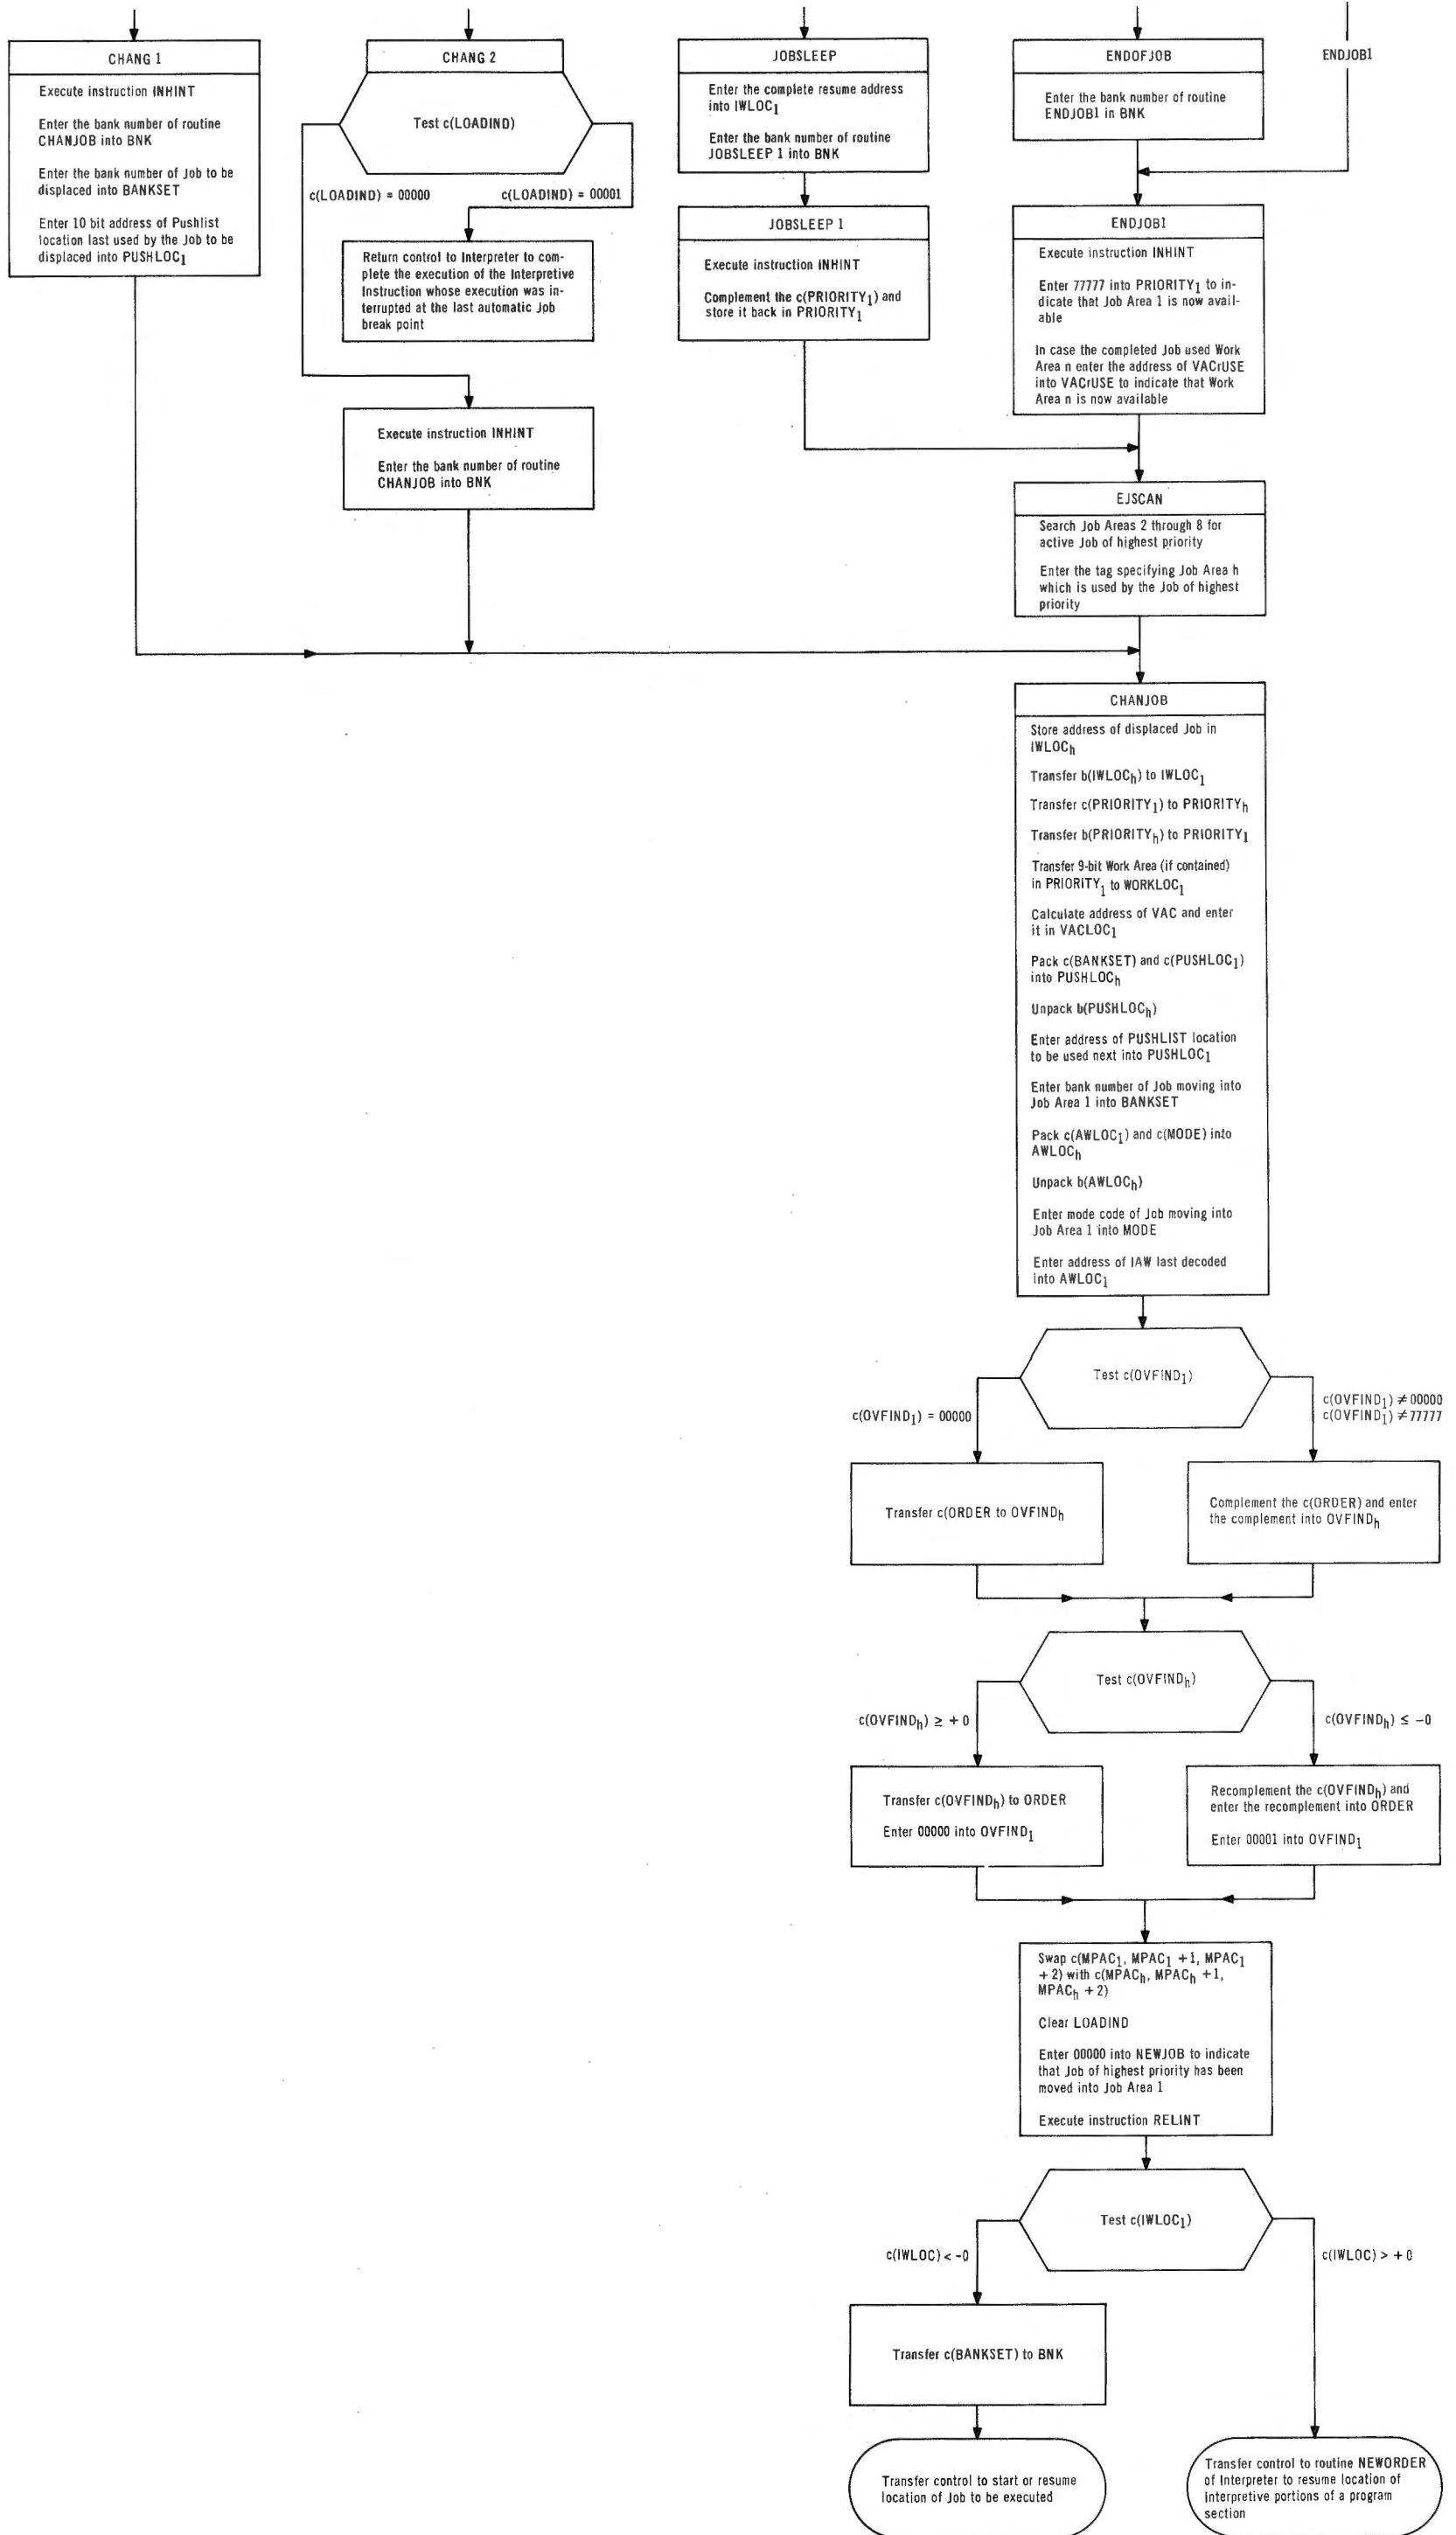 CHANG 1
Execute instruction INHINT
Enter the bank number of routine
CHANJOB into BNK
Enter the bank number of Job to be
displaced into BANKSET
Enter 10 bit address of Pushlist
location last used by the Job to be
displaced into PUSHLOC1
CHANG 2
Test c(LOADIND)
c(LOADIND) = 00000
c(LOADIND) = 00001
Return control to Interpreter to com-
plete the execution of the Interpretive
Instruction whose execution was in-
terrupted at the last automatic Job
break point
Execute instruction INHINT
Enter the bank number of routine
CHANJOB into BNK
JOBSLEEP
Enter the complete resume address
into IWLOC1
Enter the bank number of routine
JOBSLEEP 1 into BNK
JOBSLEEP 1
Execute instruction INHINT
Complement the c(PRIORITY1) and
store it back in PRIORITY1
ENDOFJOB
Enter the bank number of routine
ENDJOB1 in BNK
ENDJOB1
ENDJOB1
Execute instruction INHINT
Enter 77777 into PRIORITY1 to in-
dicate that Job Area 1 is now avail-
able
In case the completed Job used Work
Area n enter the address of VACrUSE
into VACrUSE to indicate that Work
Area n is now available
EJSCAN
Search Job Areas 2 through 8 for
active Job of highest priority
Enter the tag specifying Job Area h
which is used by the Job of highest
priority
CHANJOB
Store address of displaced Job in
IWLOCh
Transfer b(IWLOCh) to IWLOC1
Transfer c(PRIORITY1) to PRIORITYh
Transfer b(PRIORITYh) to PRIORITY1
Transfer 9-bit Work Area (if contained)
in PRIORITY1 to WORKLOC1
Calculate address of VAC and enter
it in VACLOC1
Pack c(BANKSET) and c(PUSHLOC1)
into PUSHLOCh
Unpack b(PUSHLOCh)
Enter address of PUSHLIST location
to be used next into PUSHLOC1
Enter bank number of Job moving into
Job Area 1 into BANKSET
Pack c(AWLOC1) and c(MODE) into
AWLOCh
Unpack b(AWLOCh)
Enter mode code of Job moving into
Job Area 1 into MODE
Enter address of IAW last decoded
into AWLOC1
Test c(OVFIND1)
c(OVFIND1) = 00000
c(OVFIND1) ≠ 00000
c(OVFIND1) ≠ 77777
Transfer c(ORDER to OVFINDh
Complement the c(ORDER) and enter
the complement into OVFINDh
Test c(OVFINDh)
c(OVFINDh) ≥ + 0
c(OVFINDh) ≤ -0
Transfer c(OVFINDh) to ORDER
Enter 00000 into OVFIND1
Recomplement the c(OVFINDh) and
enter the recomplement into ORDER
Enter 00001 into OVFIND1
Swap c(MPAC1, MPAC1 +1, MPAC1
+ 2) with c(MPACh, MPACh +1,
MPACh + 2)
Clear LOADIND
Enter 00000 into NEWJOB to indicate
that Job of highest priority has been
moved into Job Area 1
Execute instruction RELINT
Test c(IWLOC1)
c(IWLOC) < -0
c(IWLOC) > + 0
Transfer c(BANKSET) to BNK
Transfer control to start or resume
location of Job to be executed
Transfer control to routine NEWORDER
of Interpreter to resume location of
Interpretive portions of a program
section